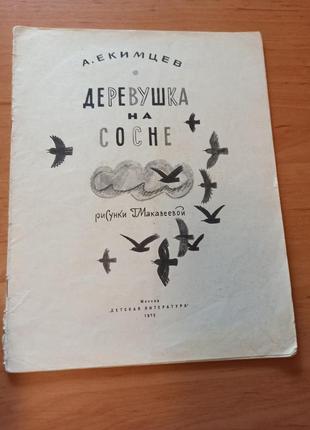 А. ЕКИМЦЕВ
ДЕРЕВУШКА
НА
СОСНЕ
рисунки Г. Макавеевой
Москва
"ДЕТСКАЯ ЛИТЕРАТУРА"